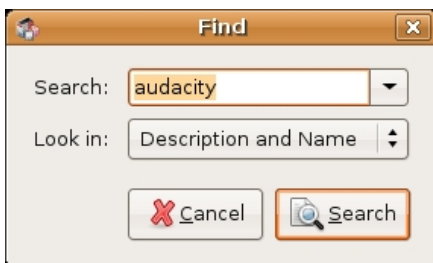 Find
Search: audacity
Look in: Description and Name
Cancel Search